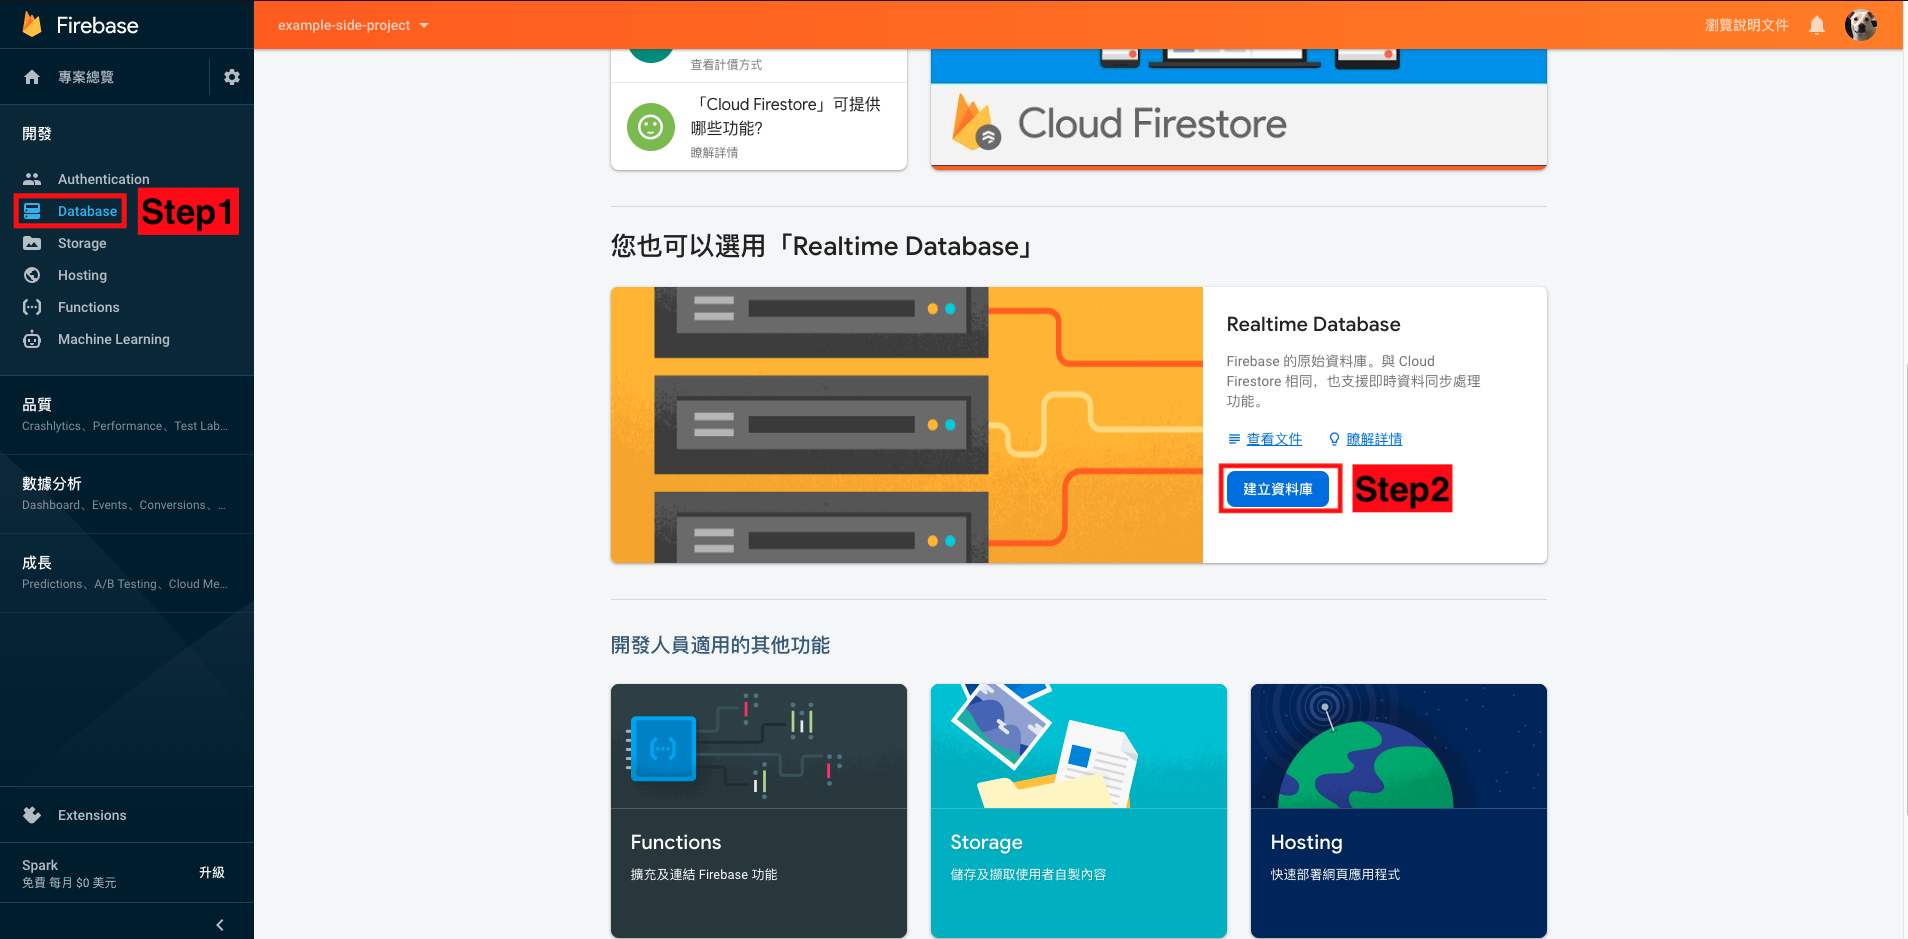 Firebase
example-side-project
瀏覽說明文件
專案總覽
開發
Authentication
Database
Step1
Storage
Hosting
Functions
Machine Learning
品質
Crashlytics、Performance、Test Lab…
數據分析
Dashboard、Events、Conversions、…
成長
Predictions、A/B Testing、Cloud Me…
Extensions
Spark
免費 每月 $0 美元
升級
查看計價方式
「Cloud Firestore」可提供
哪些功能?
瞭解詳情
Cloud Firestore
您也可以選用「Realtime Database」
Realtime Database
Firebase 的原始資料庫。與 Cloud
Firestore 相同，也支援即時資料同步處理
功能。
查看文件
瞭解詳情
建立資料庫
Step2
開發人員適用的其他功能
Functions
擴充及連結 Firebase 功能
Storage
儲存及擷取使用者自製內容
Hosting
快速部署網頁應用程式